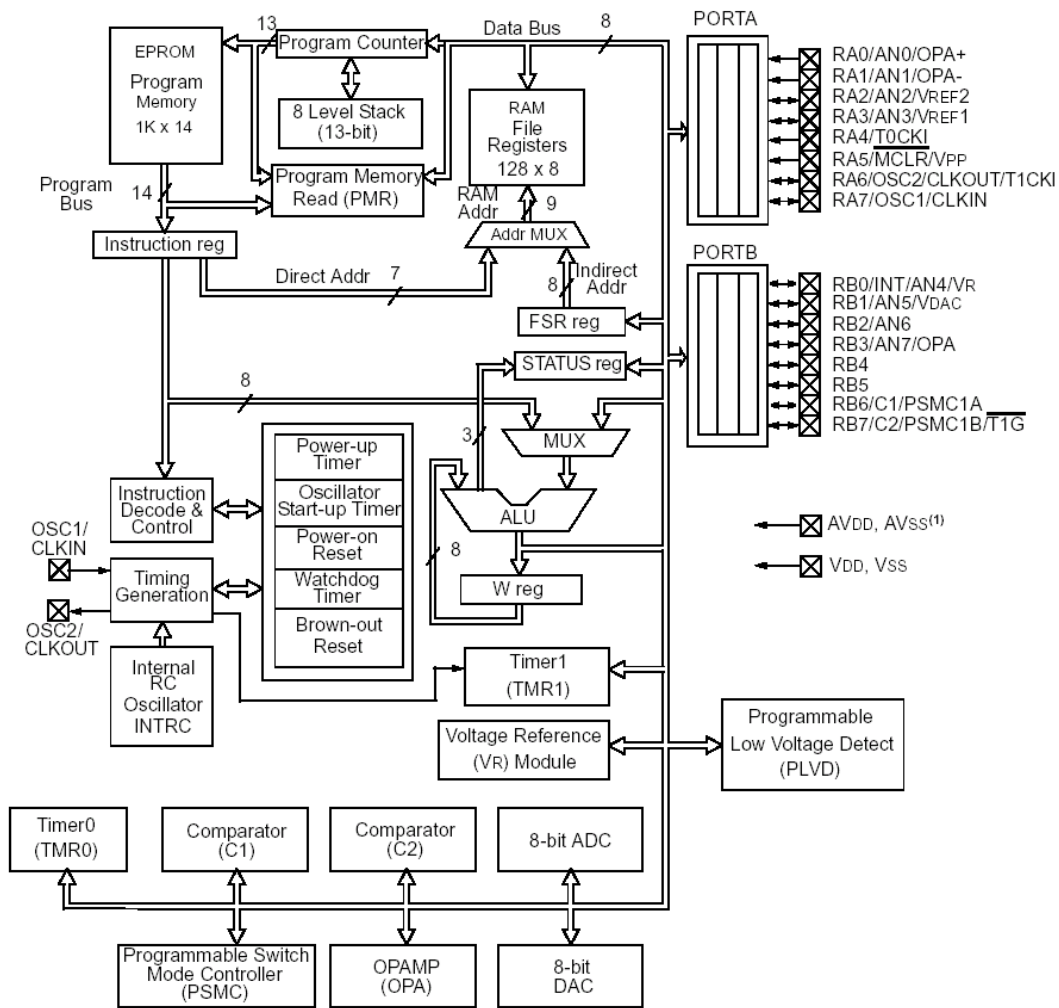 13
Data Bus
8
PORTA
EPROM
Program
Memory
1K x 14
Program Counter
8 Level Stack
(13-bit)
RAM
File
Registers
128 x 8
RA0/AN0/OPA+
RA1/AN1/OPA-
RA2/AN2/VREF2
RA3/AN3/VREF1
RA4/T0CKI
RA5/MCLR/VPP
RA6/OSC2/CLKOUT/T1CKI
RA7/OSC1/CLKIN
Program
Bus
14
Program Memory
Read (PMR)
RAM
Addr
9
Addr MUX
Instruction reg
Direct Addr
7
8
Indirect
Addr
FSR reg
STATUS reg
PORTB
RB0/INT/AN4/VR
RB1/AN5/VDAC
RB2/AN6
RB3/AN7/OPA
RB4
RB5
RB6/C1/PSMC1A
RB7/C2/PSMC1B/T1G
8
3
MUX
Power-up
Timer
Oscillator
Start-up Timer
Power-on
Reset
Watchdog
Timer
Brown-out
Reset
Instruction
Decode &
Control
ALU
8
W reg
OSC1/
CLKIN
Timing
Generation
OSC2/
CLKOUT
Internal
RC
Oscillator
INTRC
AVDD, AVSS(1)
VDD, VSS
Timer1
(TMR1)
Voltage Reference
(VR) Module
Programmable
Low Voltage Detect
(PLVD)
Timer0
(TMR0)
Comparator
(C1)
Comparator
(C2)
8-bit ADC
Programmable Switch
Mode Controller
(PSMC)
OPAMP
(OPA)
8-bit
DAC